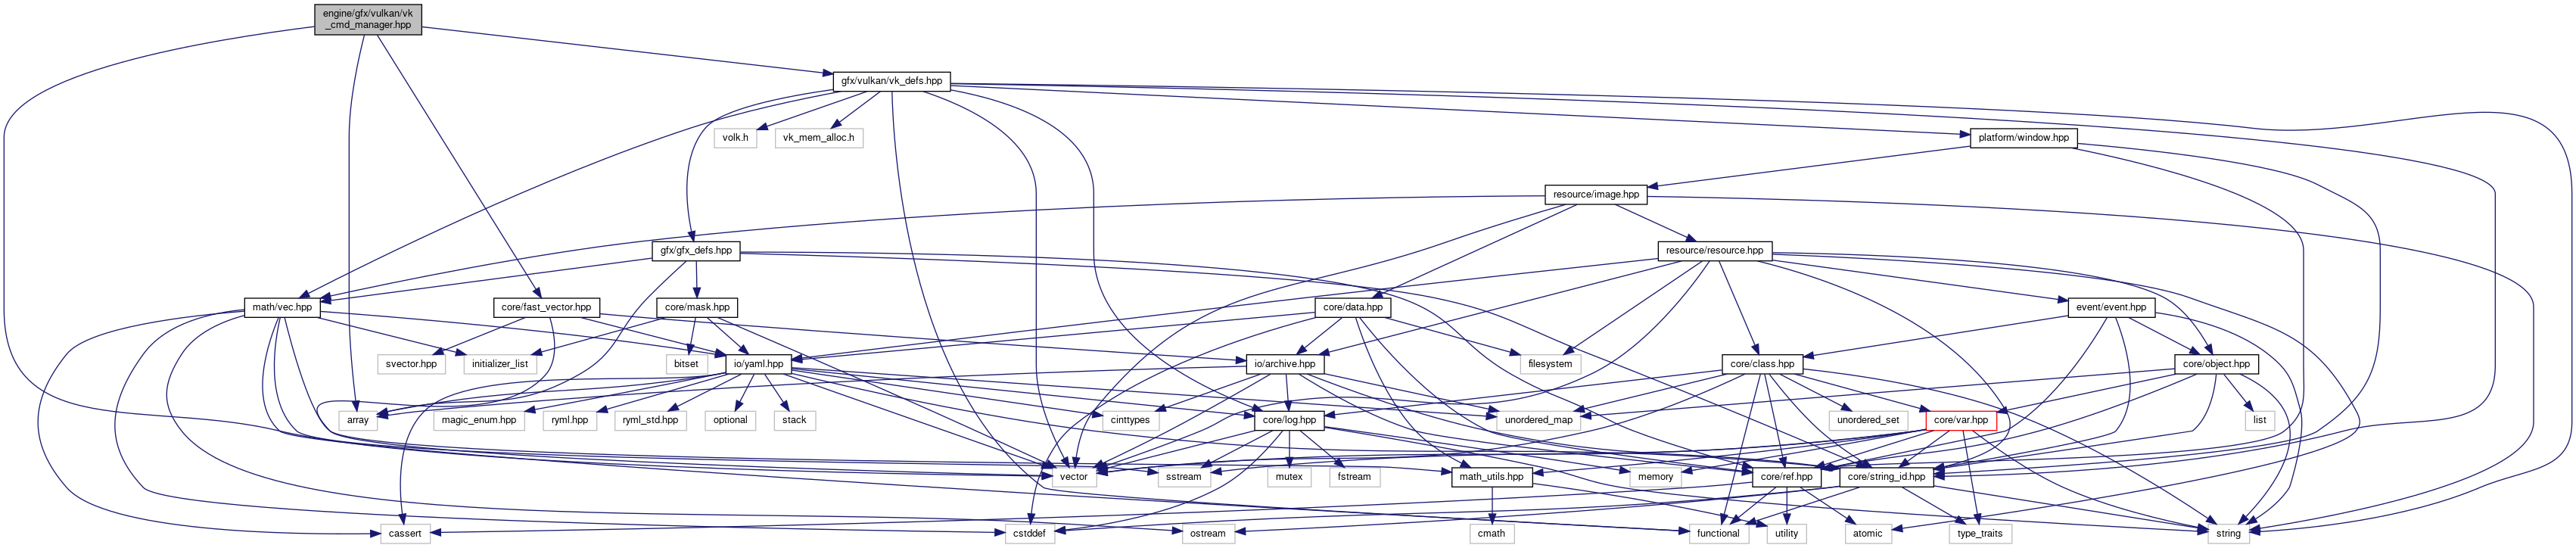 engine/gfx/vulkan/vk
_cmd_manager.hpp
gfx/vulkan/vk_defs.hpp
volk.h
vk_mem_alloc.h
platform/window.hpp
resource/image.hpp
gfx/gfx_defs.hpp
resource/resource.hpp
math/vec.hpp
core/fast_vector.hpp
core/mask.hpp
core/data.hpp
event/event.hpp
svector.hpp
initializer_list
bitset
io/yaml.hpp
io/archive.hpp
filesystem
core/class.hpp
core/object.hpp
array
magic_enum.hpp
ryml.hpp
ryml_std.hpp
optional
stack
cinttypes
core/log.hpp
unordered_map
unordered_set
core/var.hpp
list
vector
sstream
mutex
fstream
math_utils.hpp
memory
core/ref.hpp
core/string_id.hpp
cassert
cstddef
ostream
cmath
functional
utility
atomic
type_traits
string